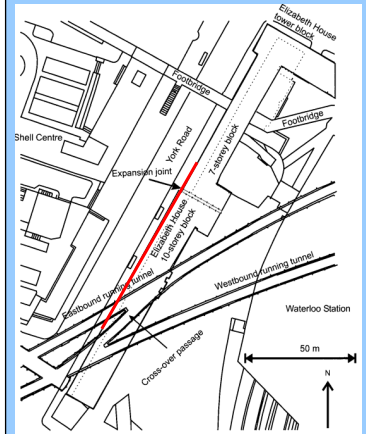 Elizabeth House
lower block
Footbridge
Footbridge
Shell Centre
York Road
7-storey block
Expansion joint
Elizabeth House
10-storey block
Eastbound running tunnel
Westbound running tunnel
Waterloo Station
Cross-over passage
50 m
N